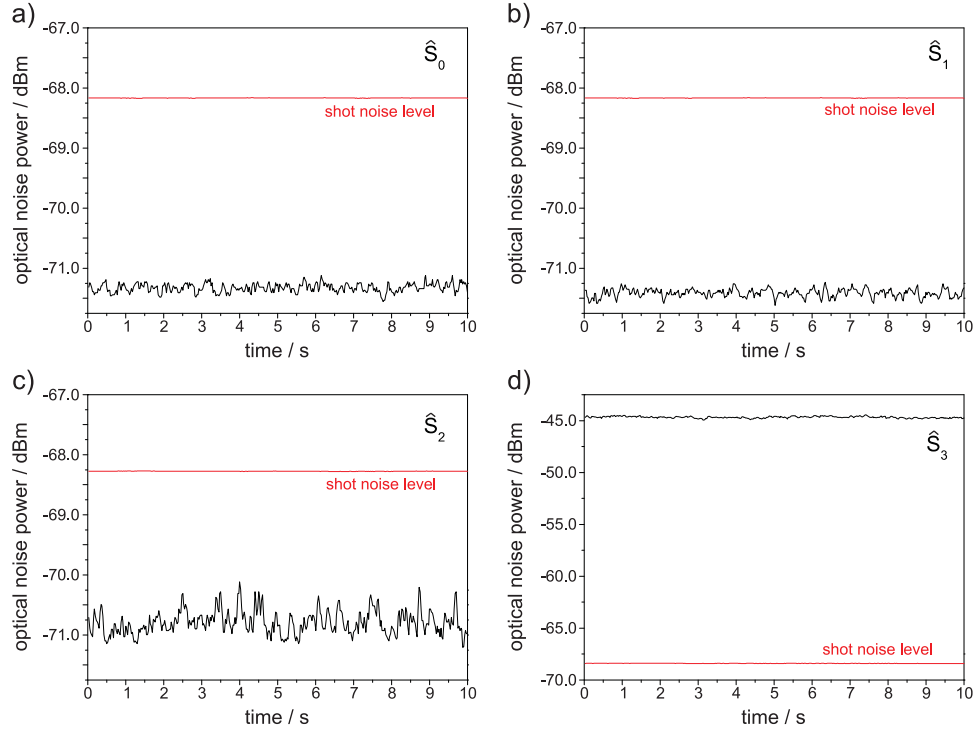 a)
optical noise power / dBm
-67.0
-68.0
-69.0
-70.0
-71.0
Ŝ0
shot noise level
0 1 2 3 4 5 6 7 8 9 10
time / s
b)
optical noise power / dBm
-67.0
-68.0
-69.0
-70.0
-71.0
Ŝ1
shot noise level
0 1 2 3 4 5 6 7 8 9 10
time / s
c)
optical noise power / dBm
-67.0
-68.0
-69.0
-70.0
-71.0
Ŝ2
shot noise level
0 1 2 3 4 5 6 7 8 9 10
time / s
d)
optical noise power / dBm
-45.0
-50.0
-55.0
-60.0
-65.0
-70.0
Ŝ3
shot noise level
0 1 2 3 4 5 6 7 8 9 10
time / s